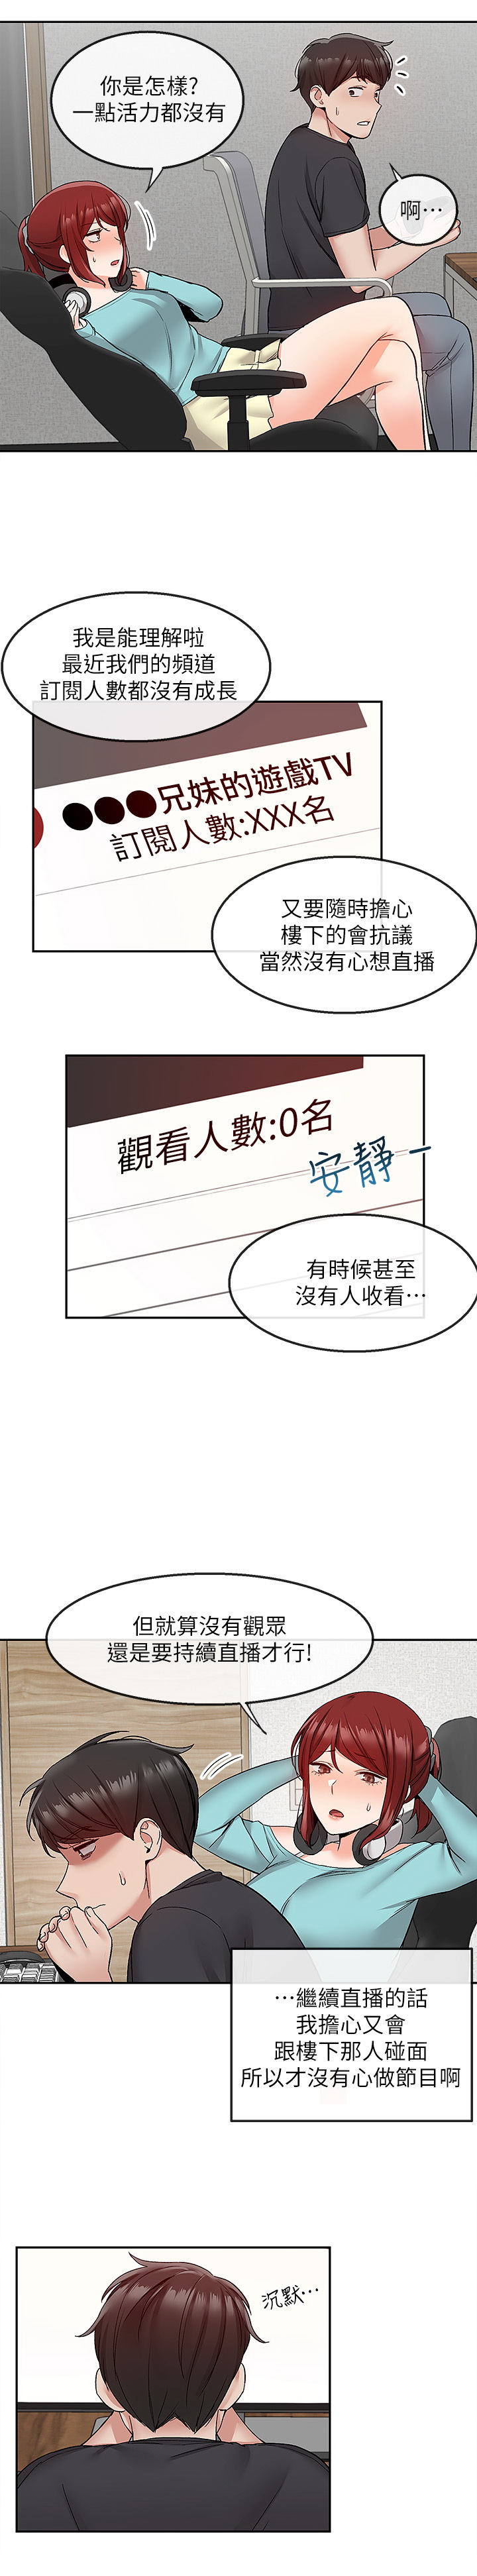 你是怎樣?
一點活力都沒有
啊…
我是能理解啦
最近我們的頻道
訂閱人數都沒有成長
●●●兄妹的遊戲TV
訂閱人數:XXX名
又要隨時擔心
樓下的會抗議
當然沒有心想直播
觀看人數:0名
安靜-
有時候甚至
沒有人收看…
但就算沒有觀眾
還是要持續直播才行!
…繼續直播的話
我擔心又會
跟樓下那人碰面
所以才沒有心做節目啊
沉默…